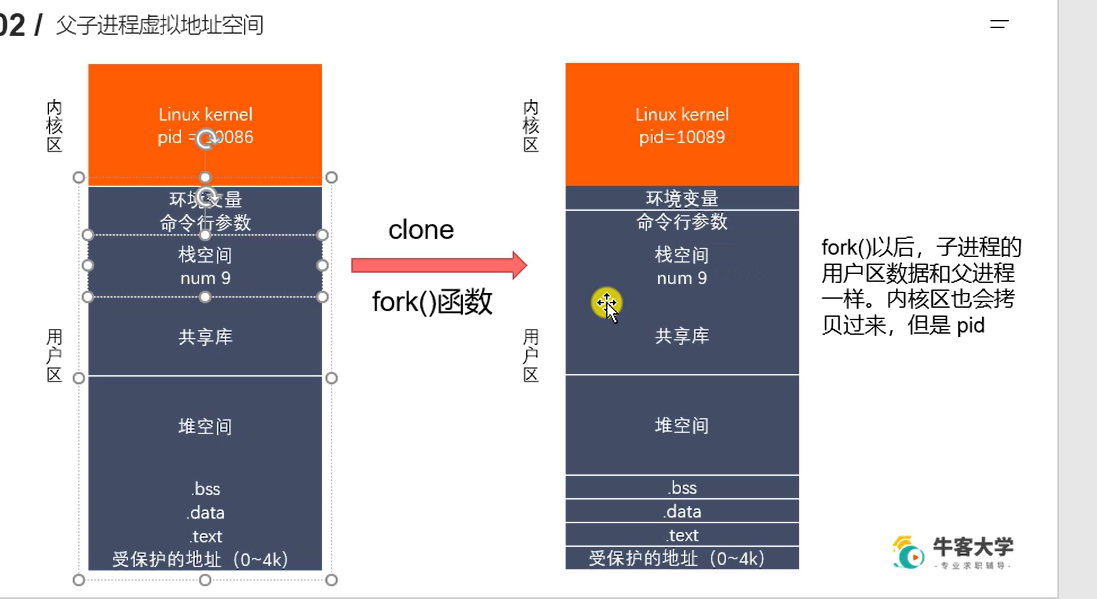 02 / 父子进程虚拟地址空间
内核区
Linux kernel
pid = 10086
环境变量
命令行参数
栈空间
num 9
用户区
共享库
堆空间
.bss
.data
.text
受保护的地址（0~4k）
clone
fork()函数
内核区
Linux kernel
pid=10089
环境变量
命令行参数
栈空间
num 9
用户区
共享库
堆空间
.bss
.data
.text
受保护的地址（0~4k）
fork()以后，子进程的
用户区数据和父进程
一样。内核区也会拷
贝过来，但是 pid
牛客大学
-专业求职辅导-